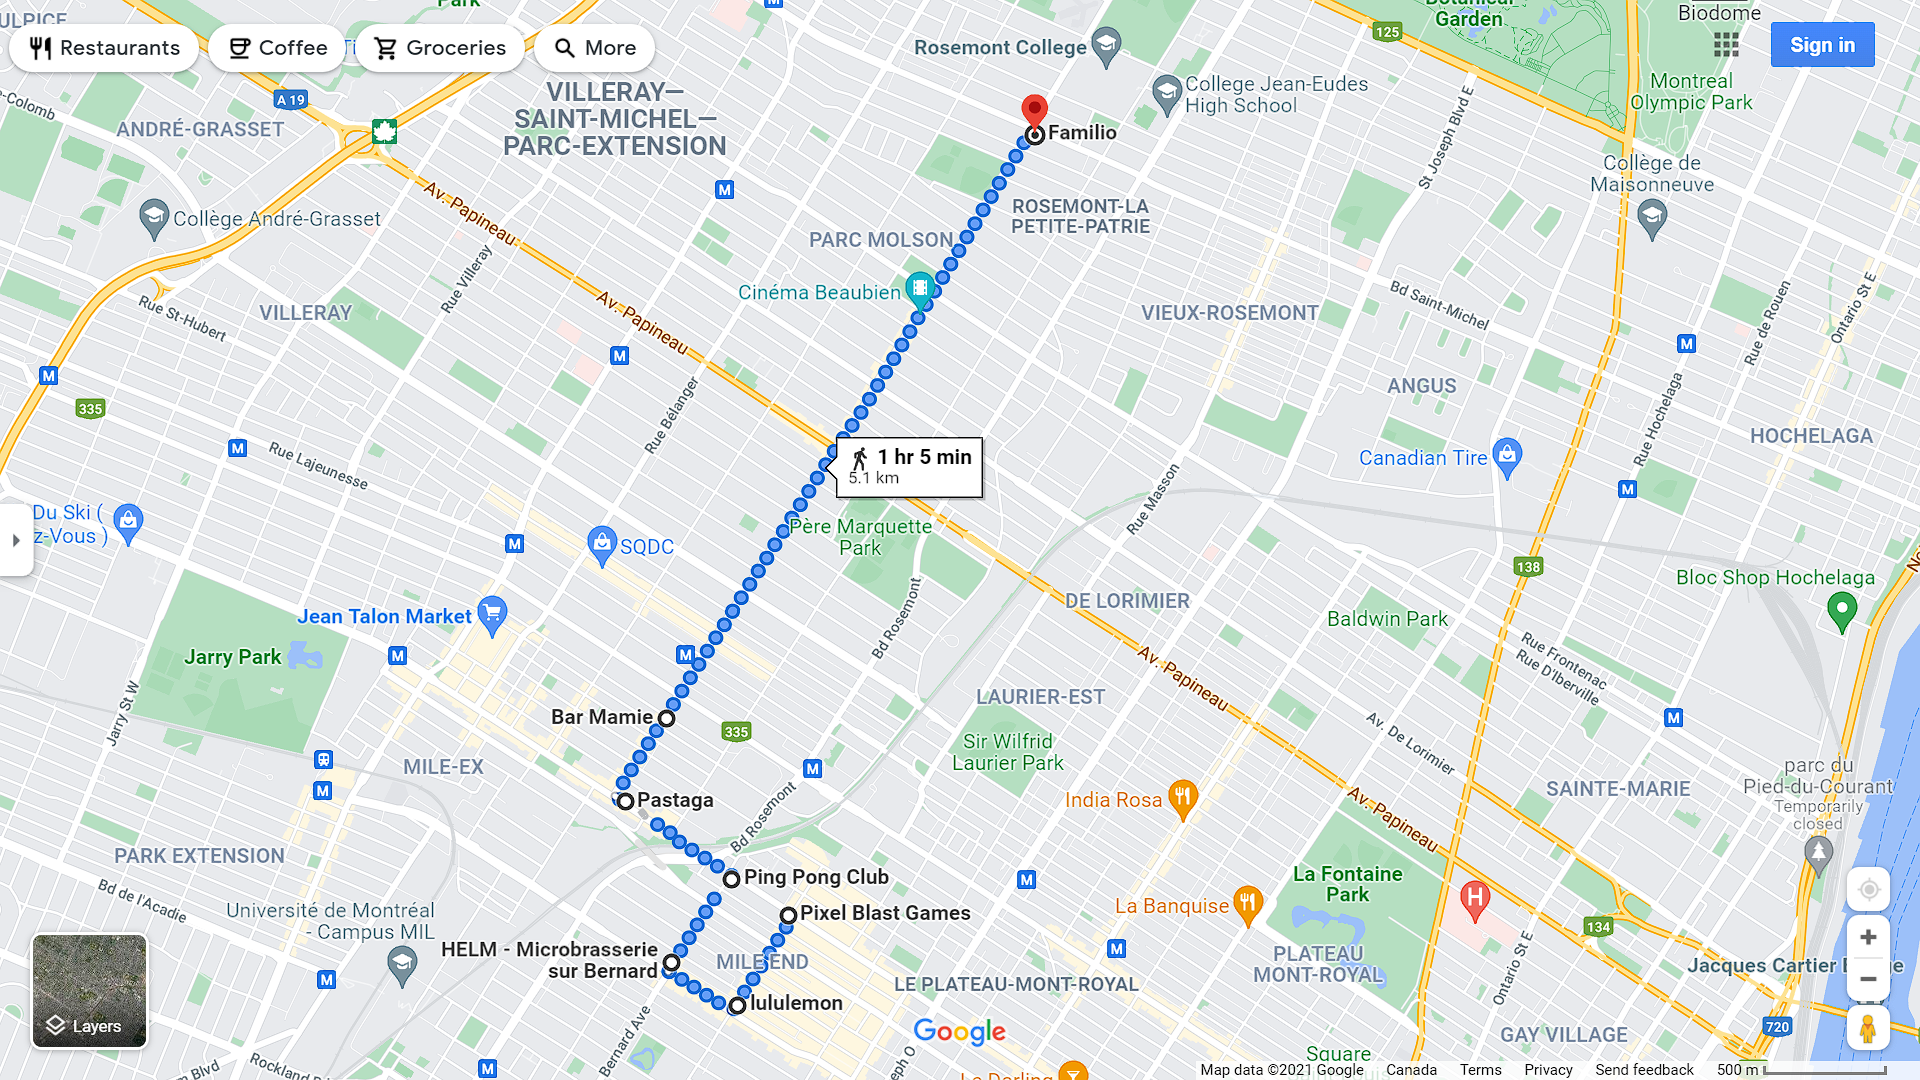 Restaurants
Coffee
Groceries
More
Sign in
Garden
Biodome
Rosemont College
125
College Jean-Eudes
High School
Montreal
Olympic Park
A 19
-Colomb
ANDRÉ-GRASSET
VILLERAY—
SAINT-MICHEL—
PARC-EXTENSION
Familio
St Joseph Blvd E
Collège de
Maisonneuve
M
Av. Papineau
Collège André-Grasset
ROSEMONT-LA
PETITE-PATRIE
PARC MOLSON
Rue Villeray
Cinéma Beaubien
Rue St-Hubert
VILLERAY
Av. Papineau
VIEUX-ROSEMONT
Bd Saint-Michel
Rue de Rouen
Ontario St E
M
M
M
335
Rue Bélanger
ANGUS
Rue Hochelaga
HOCHELAGA
M
Rue Lajeunesse
1 hr 5 min
5.1 km
Canadian Tire
M
Rue Masson
Du Ski (
z-Vous )
M
SQDC
Père Marquette
Park
138
Bloc Shop Hochelaga
Jean Talon Market
Bd Rosemont
DE LORIMIER
Baldwin Park
Jarry Park
M
M
Rue Frontenac
Rue D'Iberville
Av. Papineau
Jarry St W
LAURIER-EST
Bar Mamie
335
M
Av. De Lorimier
Sir Wilfrid
Laurier Park
MILE-EX
M
M
parc du
Pied-du-Courant
Temporarily
closed
SAINTE-MARIE
Pastaga
India Rosa
Av. Papineau
Bd Rosemont
PARK EXTENSION
Ping Pong Club
M
La Fontaine
Park
H
Bd de l'Acadie
Université de Montréal
- Campus MIL
Pixel Blast Games
La Banquise
134
HELM - Microbrasserie
sur Bernard
MILE END
M
PLATEAU
MONT-ROYAL
Ontario St E
Jacques Cartier
M
LE PLATEAU-MONT-ROYAL
lululemon
Layers
Google
720
GAY VILLAGE
Bernard Ave
Square
M
Map data ©2021 Google
Canada
Terms
Privacy
Send feedback
500 m